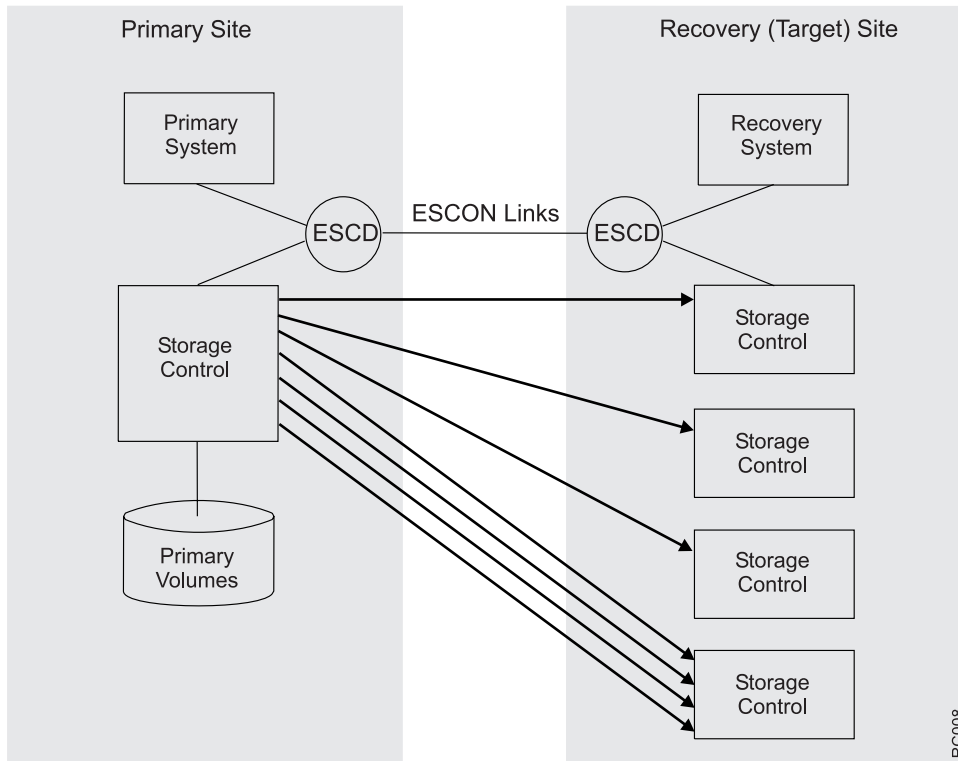 Primary Site
Recovery (Target) Site
Primary
System
Recovery
System
ESCD
ESCON Links
ESCD
Storage
Control
Storage
Control
Storage
Control
Storage
Control
Storage
Control
Primary
Volumes